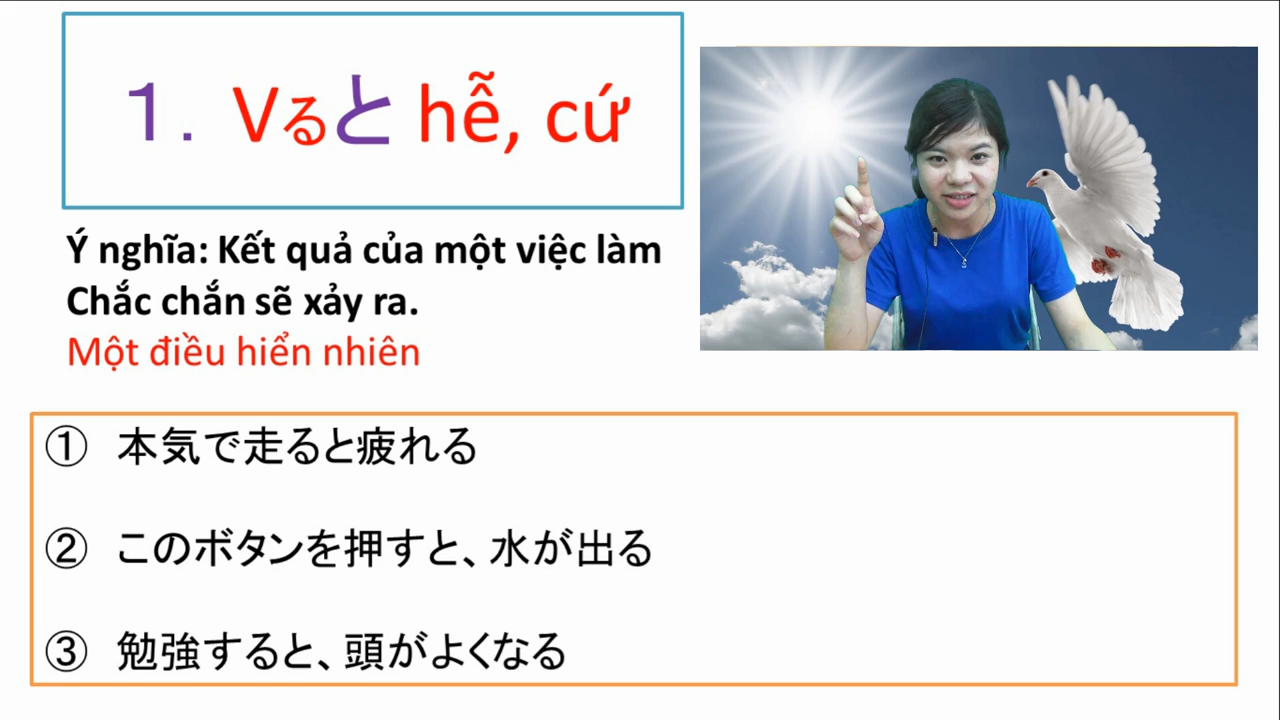 1. Vると hễ, cứ
Ý nghĩa: Kết quả của một việc làm
Chắc chắn sẽ xảy ra.
Một điều hiển nhiên
① 本気で走ると疲れる
② このボタンを押すと、水が出る
③ 勉強すると、頭がよくなる